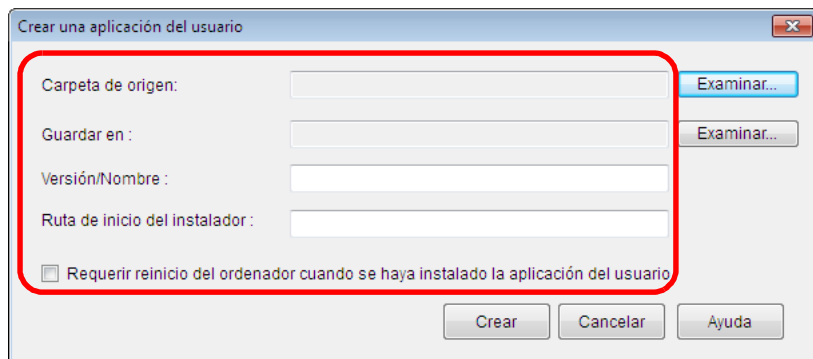 Crear una aplicación del usuario
Carpeta de origen: Examinar...
Guardar en : Examinar...
Versión/Nombre :
Ruta de inicio del instalador :
Requerir reinicio del ordenador cuando se haya instalado la aplicación del usuario
Crear Cancelar Ayuda